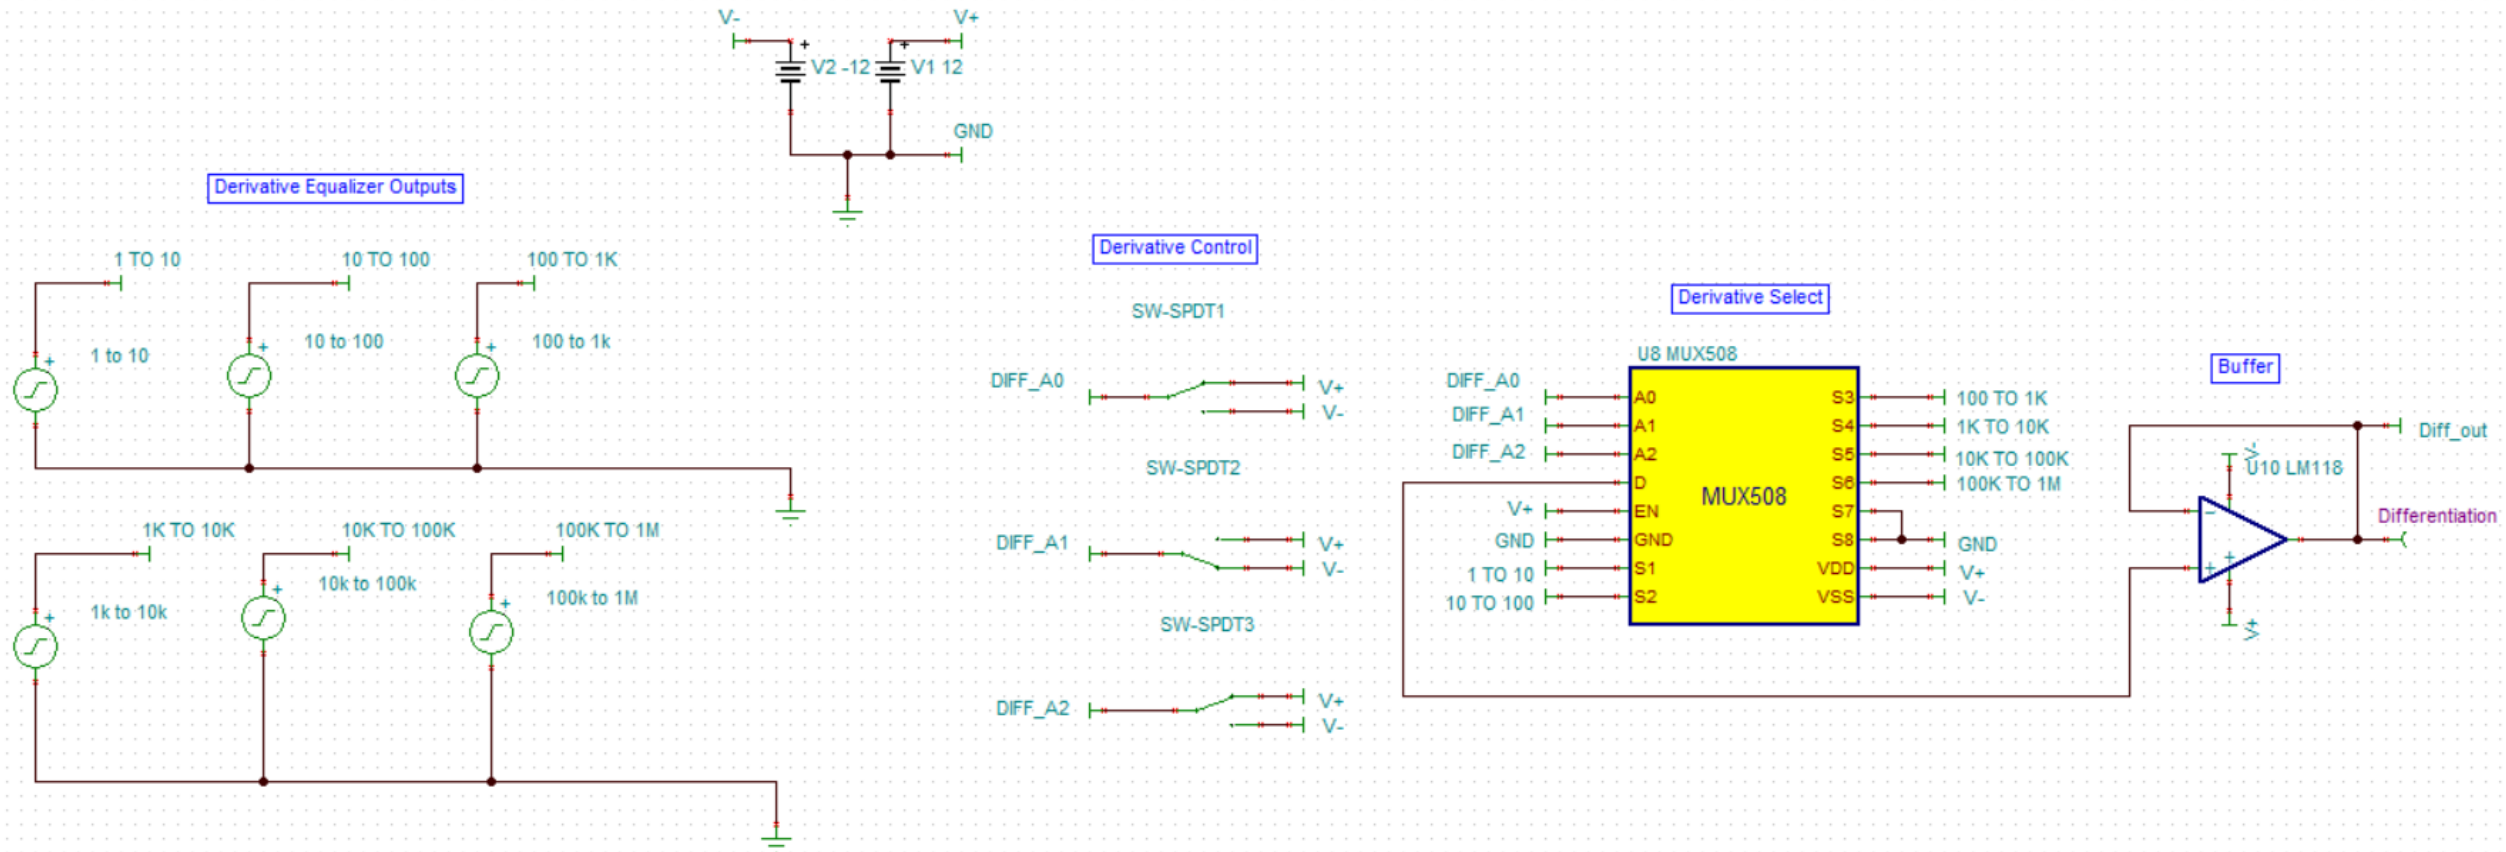 V-
V+
V2 -12
V1 12
GND
Derivative Equalizer Outputs
1 TO 10
10 TO 100
100 TO 1K
1 to 10
10 to 100
100 to 1k
1K TO 10K
10K TO 100K
100K TO 1M
1k to 10k
10k to 100k
100k to 1M
Derivative Control
SW-SPDT1
DIFF_A0
V+
V-
SW-SPDT2
DIFF_A1
V+
V-
SW-SPDT3
DIFF_A2
V+
V-
Derivative Select
U8 MUX508
DIFF_A0
DIFF_A1
DIFF_A2
V+
GND
1 TO 10
10 TO 100
A0
A1
A2
D
EN
GND
S1
S2
MUX508
S3
S4
S5
S6
S7
S8
VDD
VSS
100 TO 1K
1K TO 10K
10K TO 100K
100K TO 1M
GND
V+
V-
Buffer
Diff_out
V-
U10 LM118
Differentiation
V+